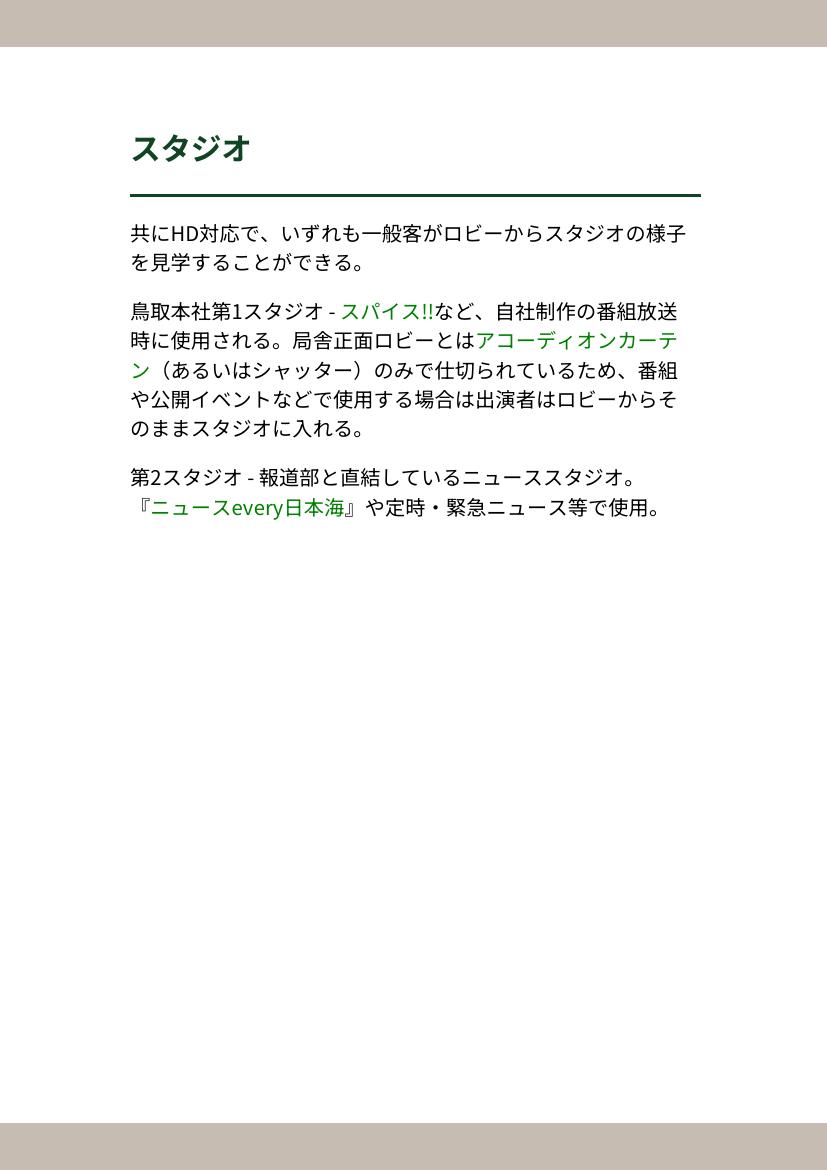 スタジオ
共にHD対応で、いずれも一般客がロビーからスタジオの様子
を見学することができる。
鳥取本社第1スタジオ - スパイス!!など、自社制作の番組放送
時に使用される。局舎正面ロビーとはアコーディオンカーテ
ン（あるいはシャッター）のみで仕切られているため、番組
や公開イベントなどで使用する場合は出演者はロビーからそ
のままスタジオに入れる。
第2スタジオ - 報道部と直結しているニューススタジオ。
『ニュースevery日本海』や定時・緊急ニュース等で使用。